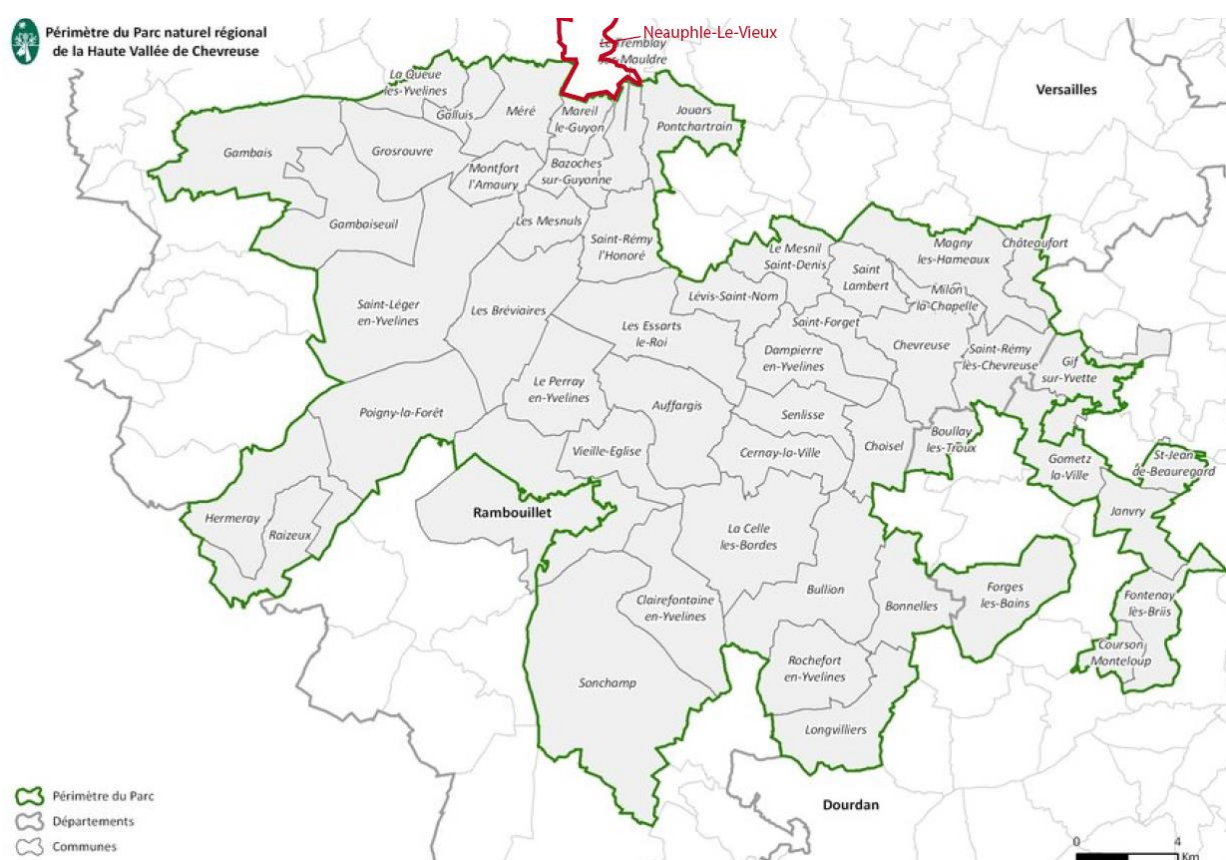 Périmètre du Parc naturel régional
de la Haute Vallée de Chevreuse
Neauphle-Le-Vieux
Le Tremblay
sur Mauldre
Versailles
La Queue
les-Yvelines
Galluis
Méré
Mareil
le-Guyon
Jouars
Pontchartrain
Gambais
Grosrouvre
Montfort
l'Amaury
Bazoches
sur-Guyonne
Gambaiseuil
Les Mesnuls
Saint-Rémy
l'Honoré
Le Mesnil
Saint-Denis
Magny
les-Hameaux
Châteaufort
Saint
Lambert
Milon
la-Chapelle
Lévis-Saint-Nom
Saint-Léger
en-Yvelines
Les Bréviaires
Les Essarts
le-Roi
Saint-Forget
Dampierre
en-Yvelines
Chevreuse
Saint-Rémy
lès-Chevreuse
Gif
sur-Yvette
Le Perray
en-Yvelines
Poigny-la-Forêt
Auffargis
Senlisse
Choisel
Boullay
les-Troux
Vieille-Eglise
Cernay-la-Ville
Gometz
la-Ville
St-Jean
de-Beauregard
Hermeray
Raizeux
Rambouillet
La Celle
les-Bordes
Janvry
Clairefontaine
en-Yvelines
Bullion
Bonnelles
Forges
les-Bains
Fontenay
lès-Briis
Courson
Monteloup
Sonchamp
Rochefort
en-Yvelines
Longvilliers
Dourdan
Périmètre du Parc
Départements
Communes
0 4
Km